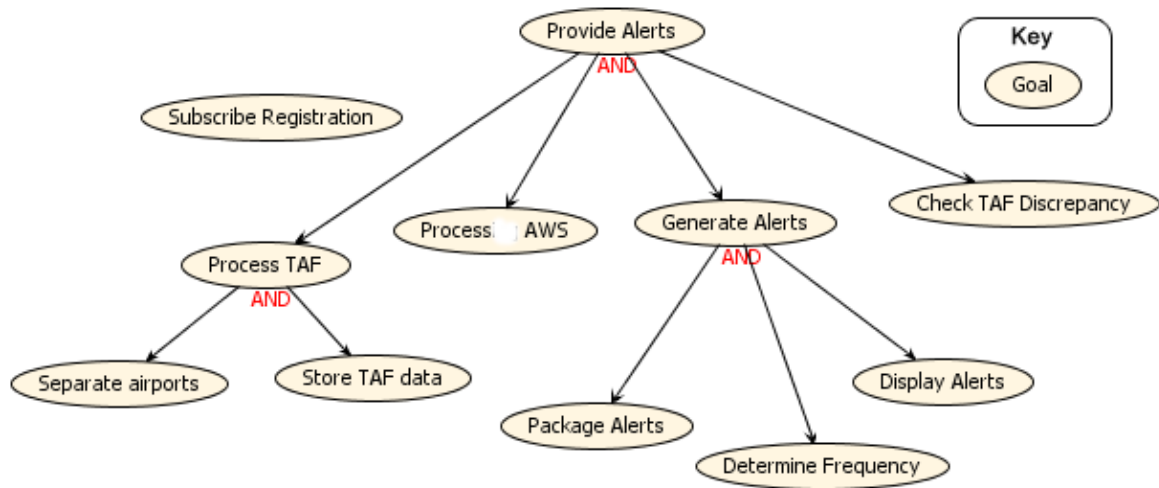 Provide Alerts
AND
Key
Goal
Subscribe Registration
Check TAF Discrepancy
Process AWS
Generate Alerts
AND
Process TAF
AND
Separate airports
Store TAF data
Display Alerts
Package Alerts
Determine Frequency